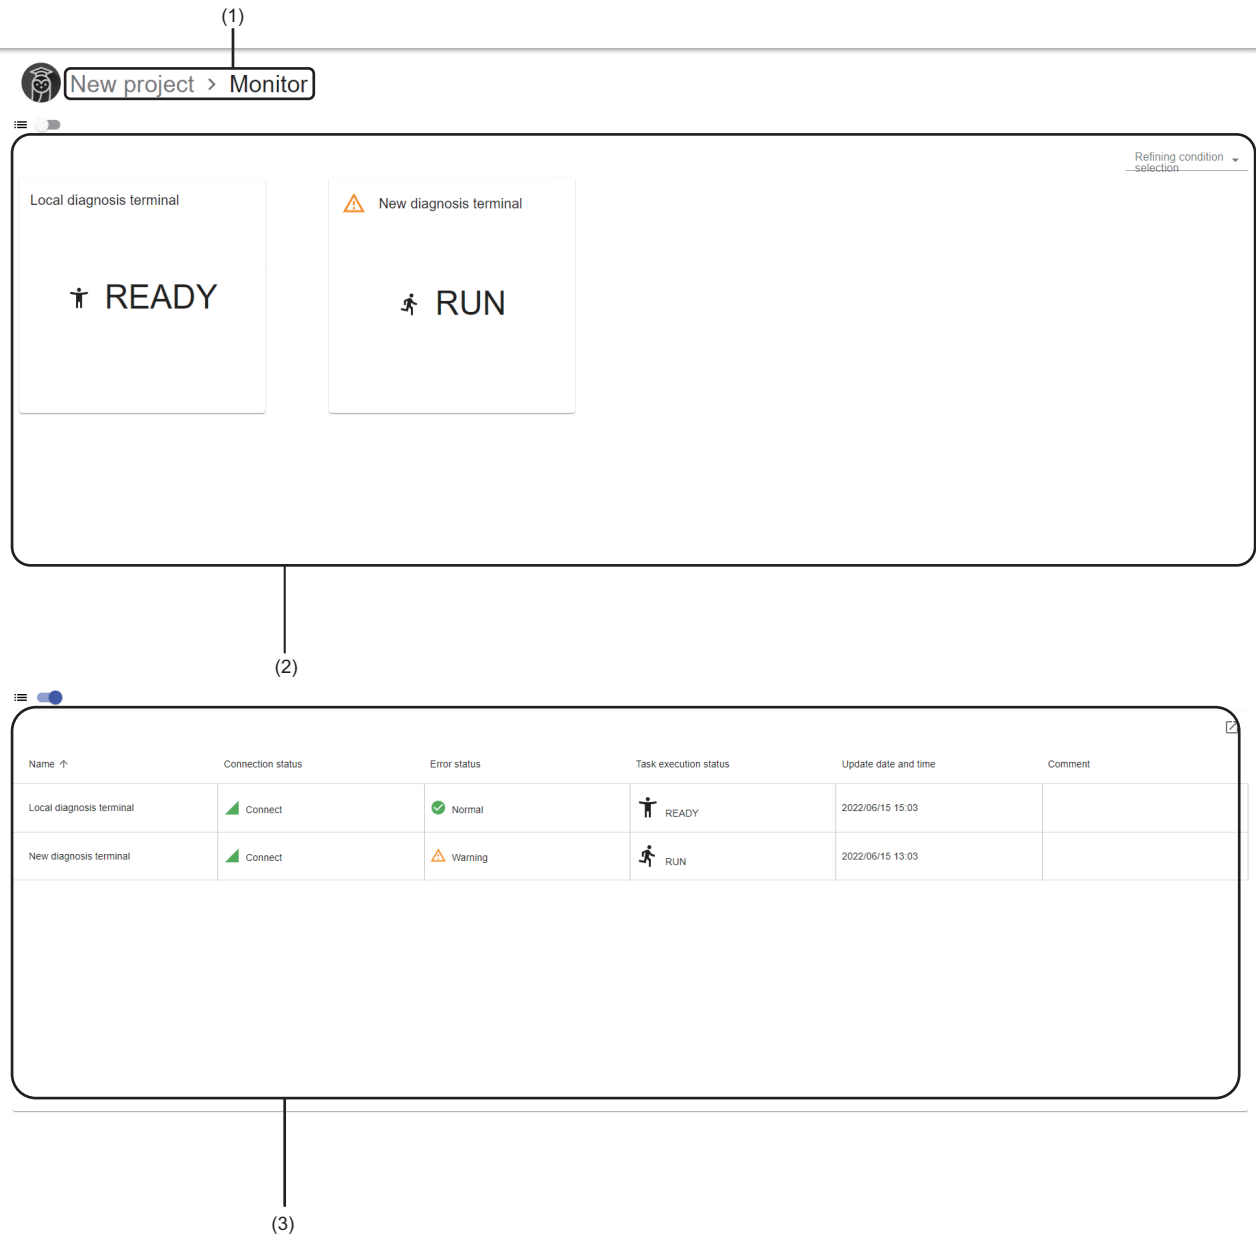 (1)
New project > Monitor
Refining condition
selection
Local diagnosis terminal
New diagnosis terminal
READY
RUN
(2)
Name ↑ Connection status Error status Task execution status Update date and time Comment
Local diagnosis terminal Connect Normal READY 2022/06/15 15:03
New diagnosis terminal Connect Warning RUN 2022/06/15 13:03
(3)